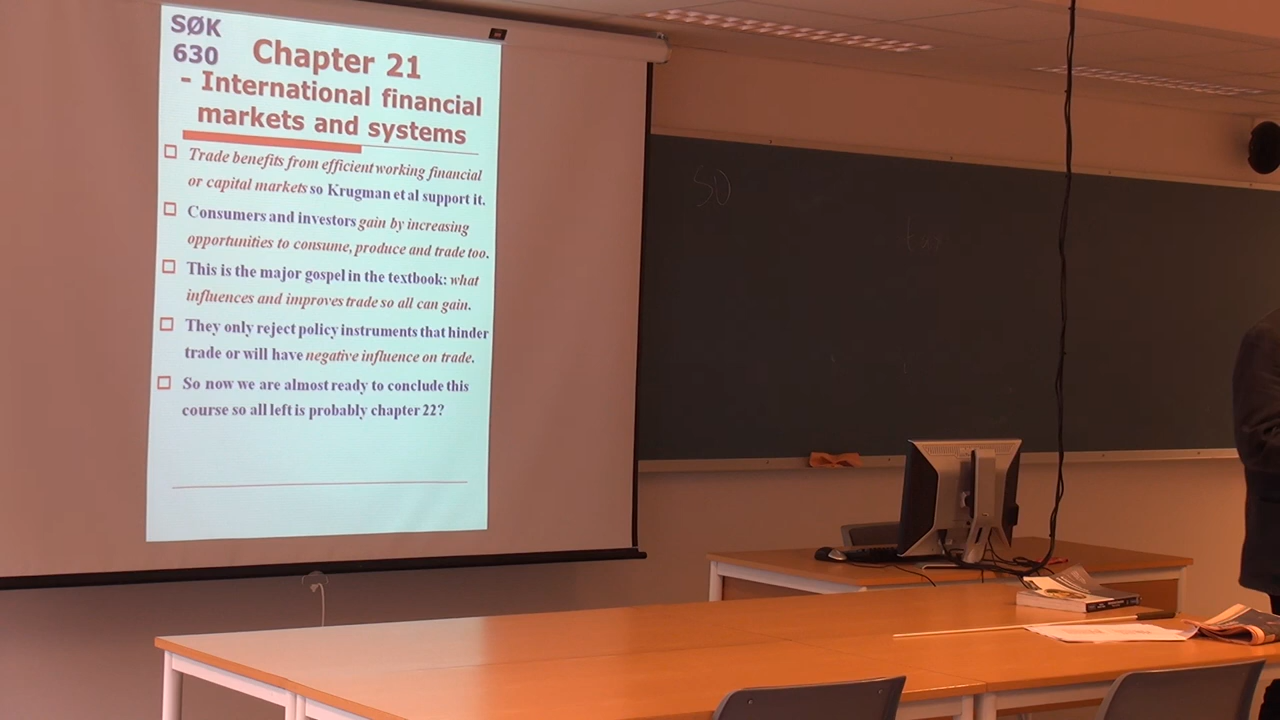 SØK
630
Chapter 21
- International financial
markets and systems
Trade benefits from efficient working financial
or capital markets so Krugman et al support it.
Consumers and investors gain by increasing
opportunities to consume, produce and trade too.
This is the major gospel in the textbook: what
influences and improves trade so all can gain.
They only reject policy instruments that hinder
trade or will have negative influence on trade.
So now we are almost ready to conclude this
course so all left is probably chapter 22?